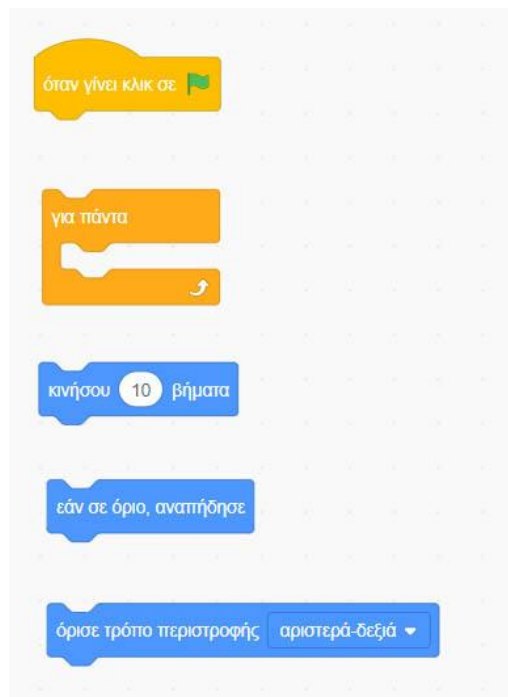 όταν γίνει κλικ σε
για πάντα
κινήσου 10 βήματα
εάν σε όριο, αναπήδησε
όρισε τρόπο περιστροφής αριστερά-δεξιά